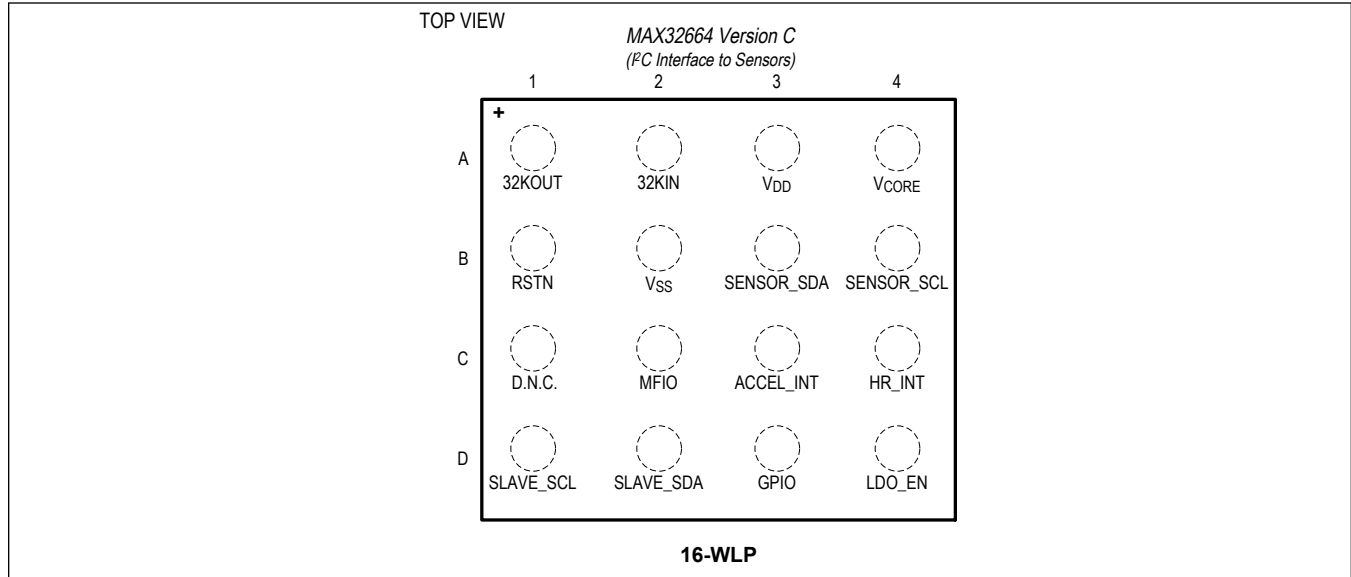 TOP VIEW
MAX32664 Version C
(I²C Interface to Sensors)
1 2 3 4
+
A
32KOUT 32KIN VDD VCORE
B
RSTN VSS SENSOR_SDA SENSOR_SCL
C
D.N.C. MFIO ACCEL_INT HR_INT
D
SLAVE_SCL SLAVE_SDA GPIO LDO_EN
16-WLP